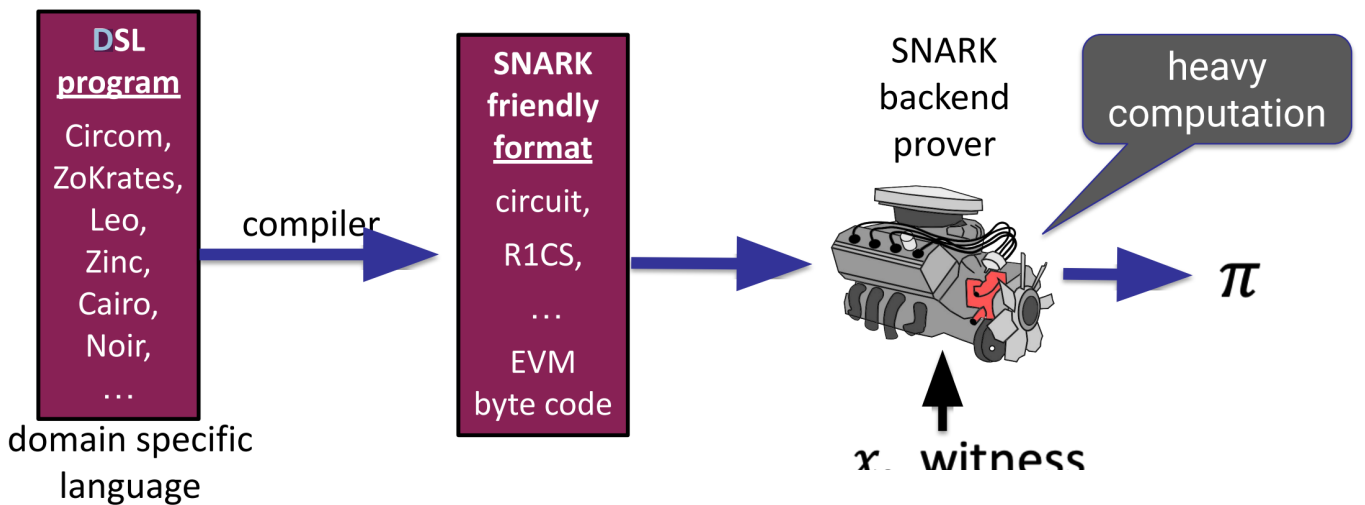 DSL
program
Circom,
ZoKrates,
Leo,
Zinc,
Cairo,
Noir,
...
domain specific
language
compiler
SNARK
friendly
format
circuit,
R1CS,
...
EVM
byte code
SNARK
backend
prover
heavy
computation
π
x, witness